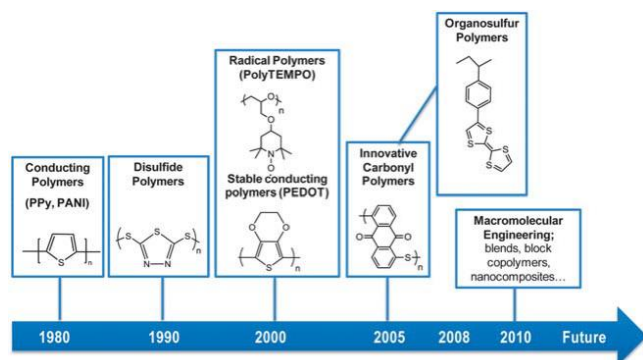 Conducting
Polymers
(PPy, PANI)
S
n
Disulfide
Polymers
S
S
S
n
N N
Radical Polymers
(PolyTEMPO)
O
n
O
N
O
Stable conducting
polymers (PEDOT)
O O
S
n
Innovative
Carbonyl
Polymers
O
O
S
n
Organosulfur
Polymers
S
S
S
S
Macromolecular
Engineering;
blends, block
copolymers,
nanocomposites...
1980 1990 2000 2005 2008 2010 Future